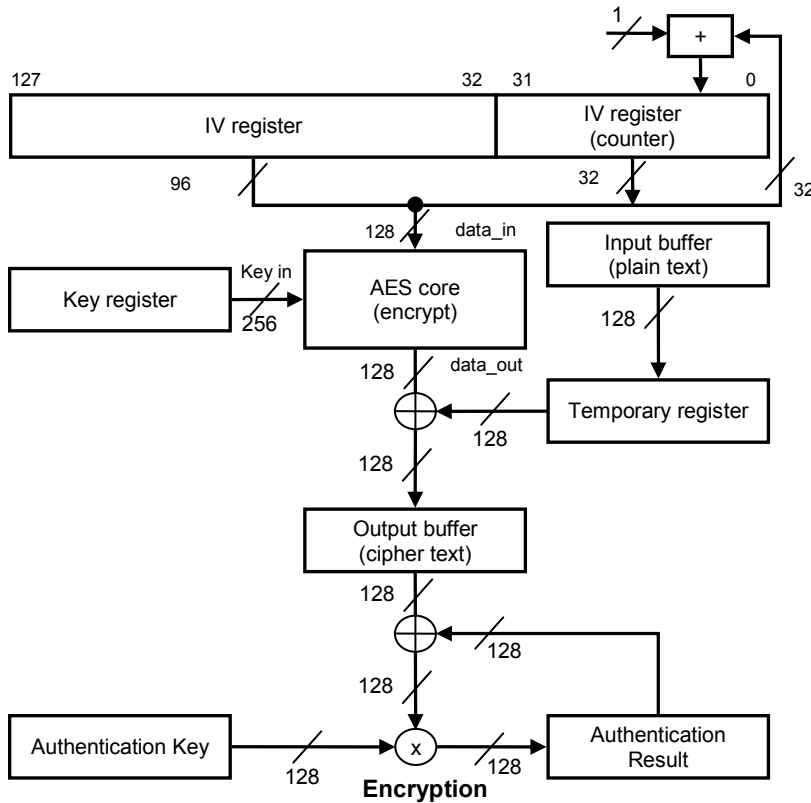 1
+
127 32 31 0
IV register
IV register
(counter)
96
32
32
128
data_in
Input buffer
(plain text)
Key register
Key in
256
AES core
(encrypt)
128
128
data_out
128
Temporary register
128
Output buffer
(cipher text)
128
128
128
Authentication Key
128
x
128
Authentication
Result
Encryption